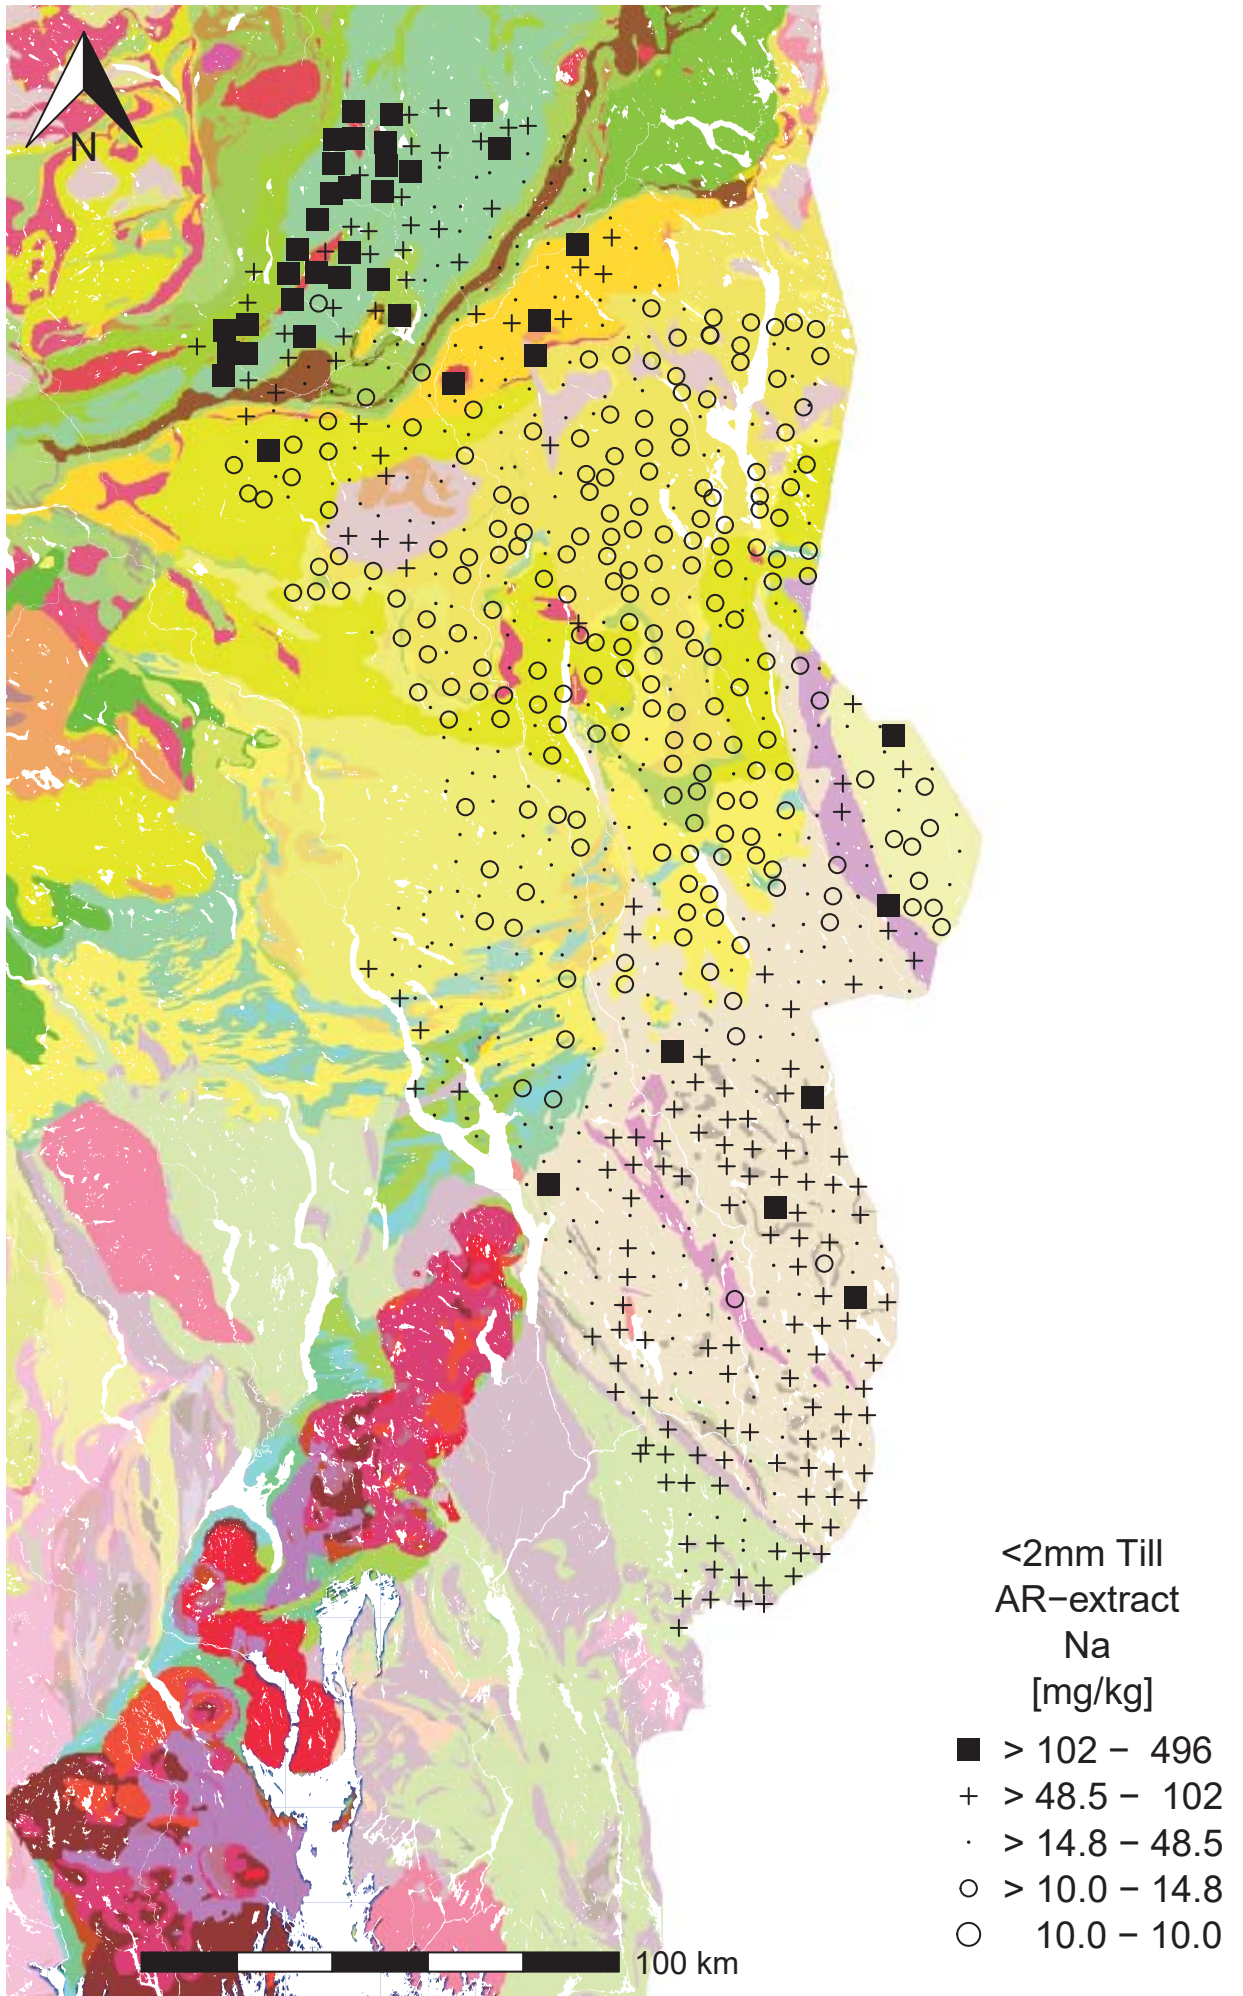 N
<2mm Till
AR−extract
Na
[mg/kg]
> 102 − 496
> 48.5 − 102
> 14.8 − 48.5
> 10.0 − 14.8
10.0 − 10.0
100 km